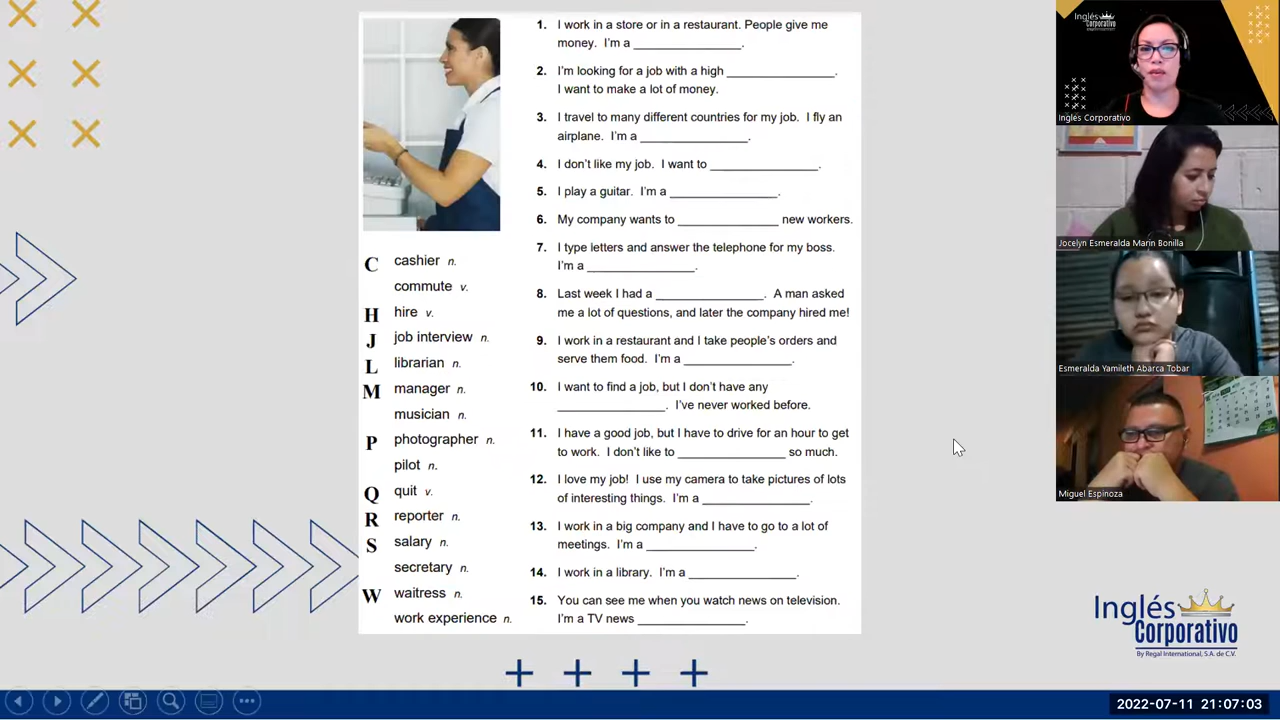 C cashier n.
commute v.
H hire v.
J job interview n.
L librarian n.
M manager n.
musician n.
P photographer n.
pilot n.
Q quit v.
R reporter n.
S salary n.
secretary n.
W waitress n.
work experience n.
1. I work in a store or in a restaurant. People give me
money. I'm a ________________.
2. I'm looking for a job with a high ________________.
I want to make a lot of money.
3. I travel to many different countries for my job. I fly an
airplane. I'm a ________________.
4. I don't like my job. I want to ________________.
5. I play a guitar. I'm a ________________.
6. My company wants to _______________ new workers.
7. I type letters and answer the telephone for my boss.
I'm a ________________.
8. Last week I had a ________________. A man asked
me a lot of questions, and later the company hired me!
9. I work in a restaurant and I take people's orders and
serve them food. I'm a ________________.
10. I want to find a job, but I don't have any
________________. I've never worked before.
11. I have a good job, but I have to drive for an hour to get
to work. I don't like to ________________ so much.
12. I love my job! I use my camera to take pictures of lots
of interesting things. I'm a ________________.
13. I work in a big company and I have to go to a lot of
meetings. I'm a ________________.
14. I work in a library. I'm a ________________.
15. You can see me when you watch news on television.
I'm a TV news ________________.
Inglés
Corporativo
Inglés Corporativo
Jocelyn Esmeralda Marin Bonilla
Esmeralda Yamileth Abarca Tobar
Miguel Espinoza
Inglés
Corporativo
By Regal International, S.A. de C.V.
2022-07-11 21:07:03